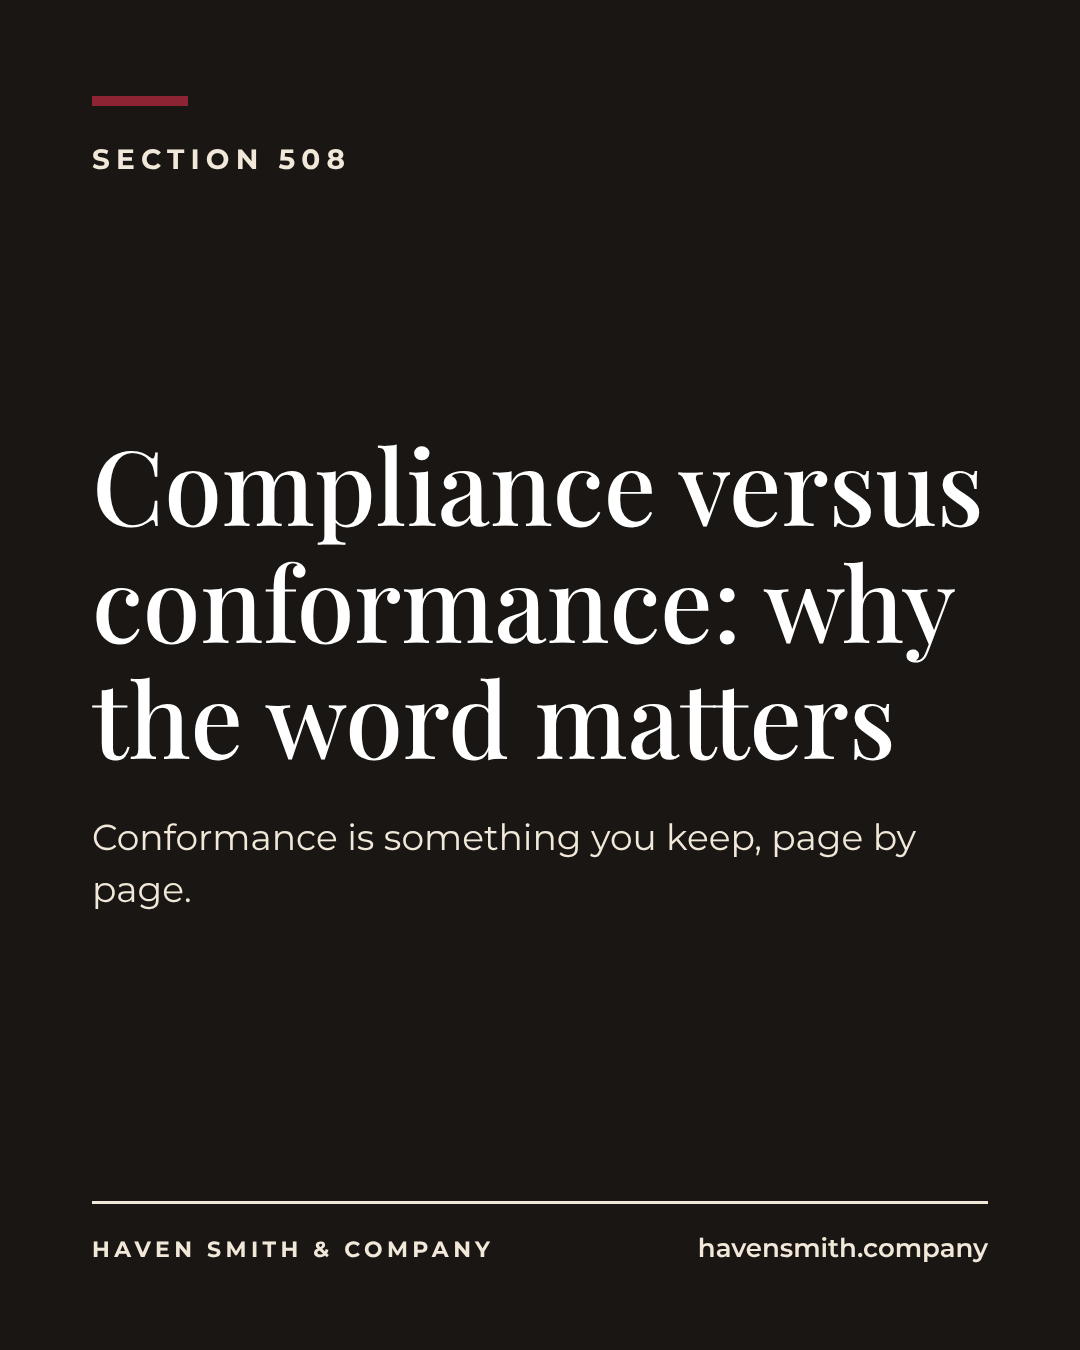 SECTION 508
Compliance versus
conformance: why
the word matters
Conformance is something you keep, page by
page.
HAVEN SMITH & COMPANY
havensmith.company